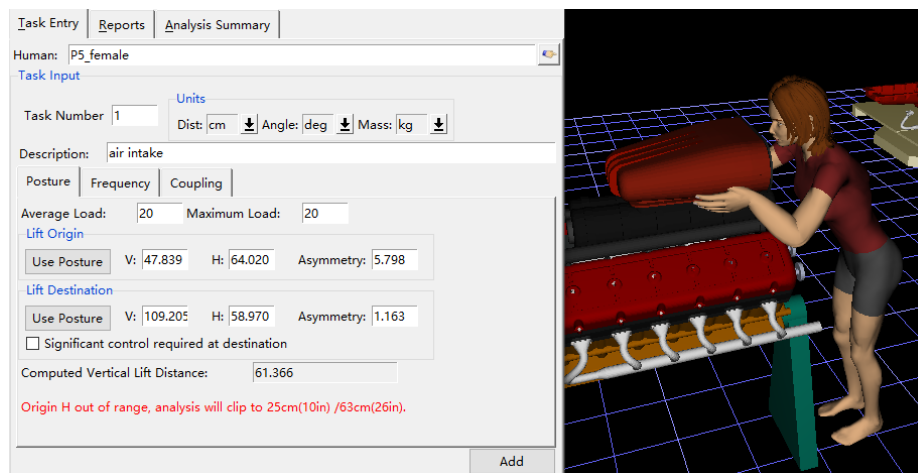 Task Entry Reports Analysis Summary
Human: P5_female
Task Input
Units
Task Number 1 Dist: cm Angle: deg Mass: kg
Description: air intake
Posture Frequency Coupling
Average Load: 20 Maximum Load: 20
Lift Origin
Use Posture V: 47.839 H: 64.020 Asymmetry: 5.798
Lift Destination
Use Posture V: 109.205 H: 58.970 Asymmetry: 1.163
Significant control required at destination
Computed Vertical Lift Distance: 61.366
Origin H out of range, analysis will clip to 25cm(10in) /63cm(26in).
Add